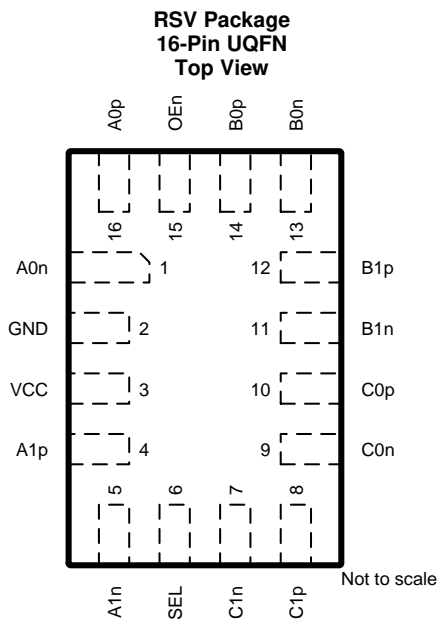 RSV Package
16-Pin UQFN
Top View
A0p
OEn
B0p
B0n
16
15
14
13
A0n
1
12
B1p
GND
2
11
B1n
VCC
3
10
C0p
A1p
4
9
C0n
5
6
7
8
A1n
SEL
C1n
C1p
Not to scale